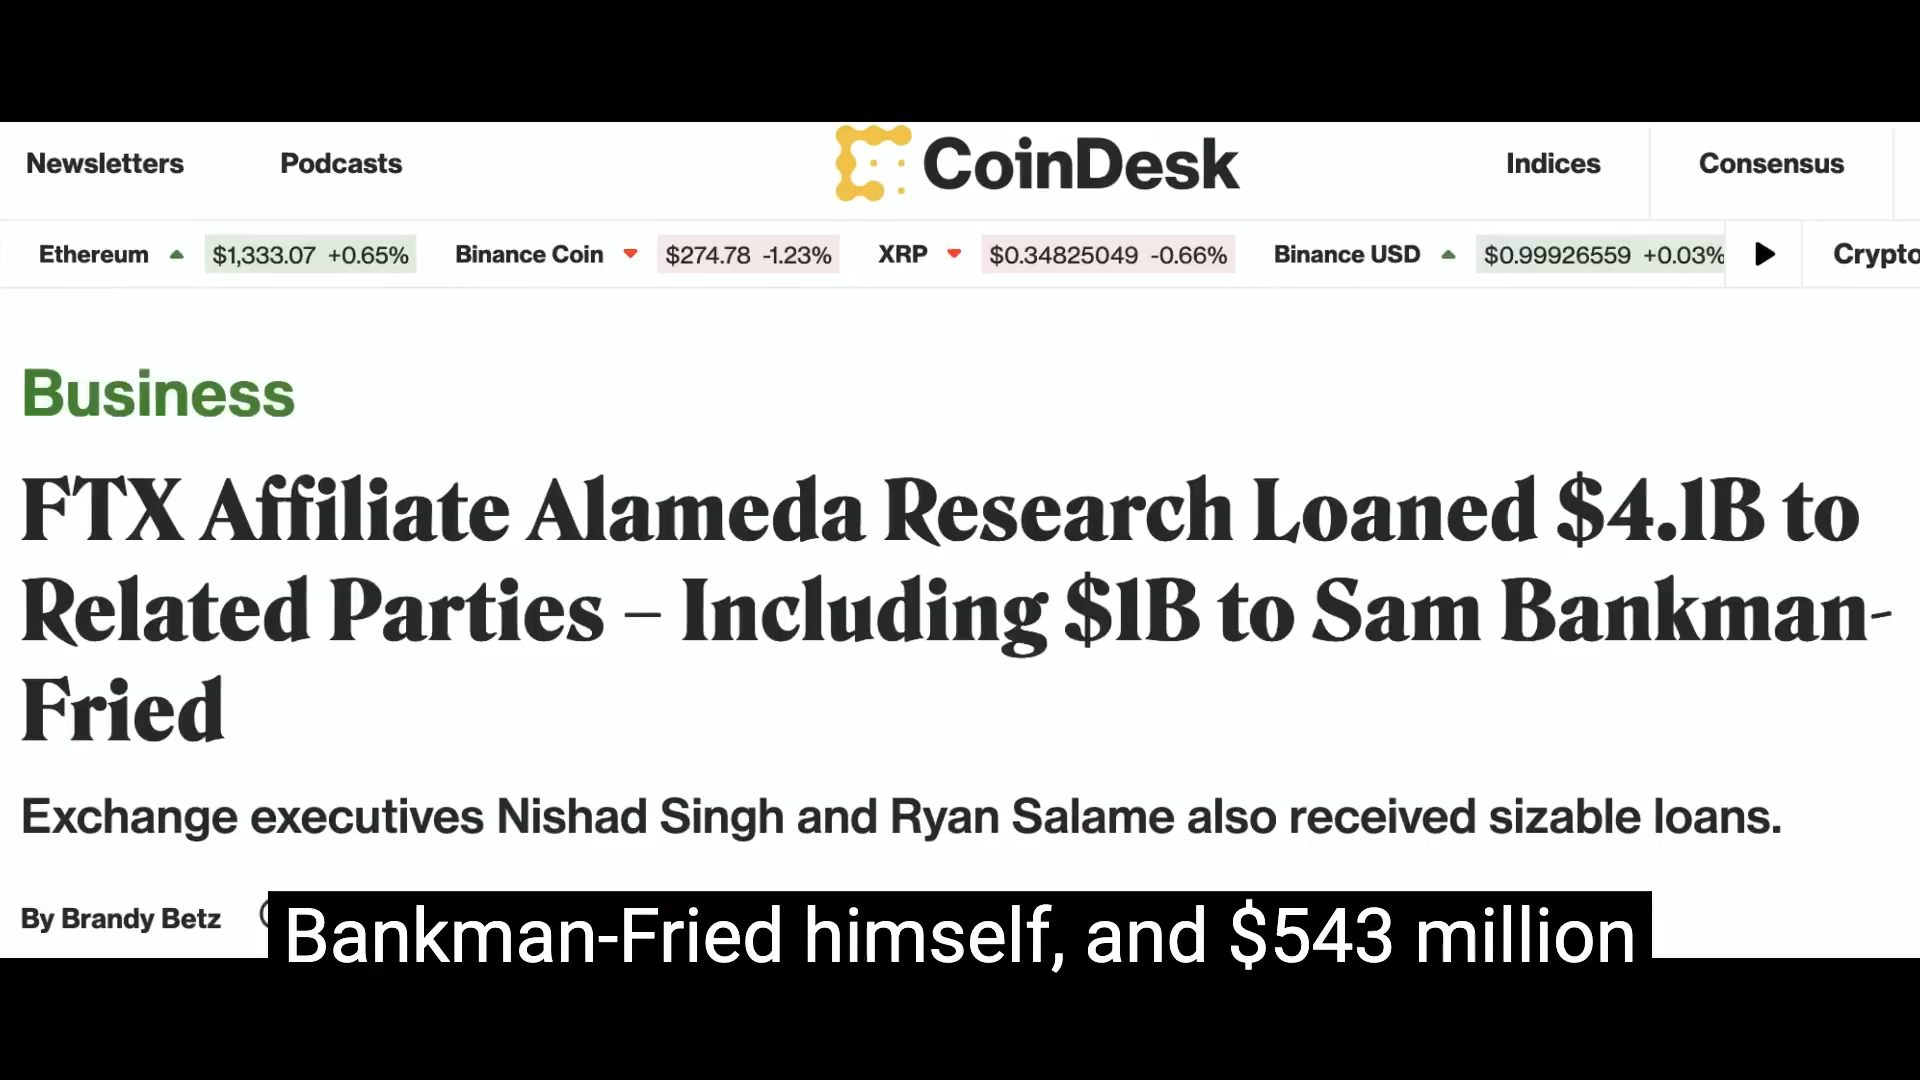 Newsletters Podcasts CoinDesk Indices Consensus
Ethereum $1,333.07 +0.65% Binance Coin $274.78 -1.23% XRP $0.34825049 -0.66% Binance USD $0.99926559 +0.03% Crypto
Business
FTX Affiliate Alameda Research Loaned $4.1B to
Related Parties – Including $1B to Sam Bankman-
Fried
Exchange executives Nishad Singh and Ryan Salame also received sizable loans.
By Brandy Betz
Bankman-Fried himself, and $543 million